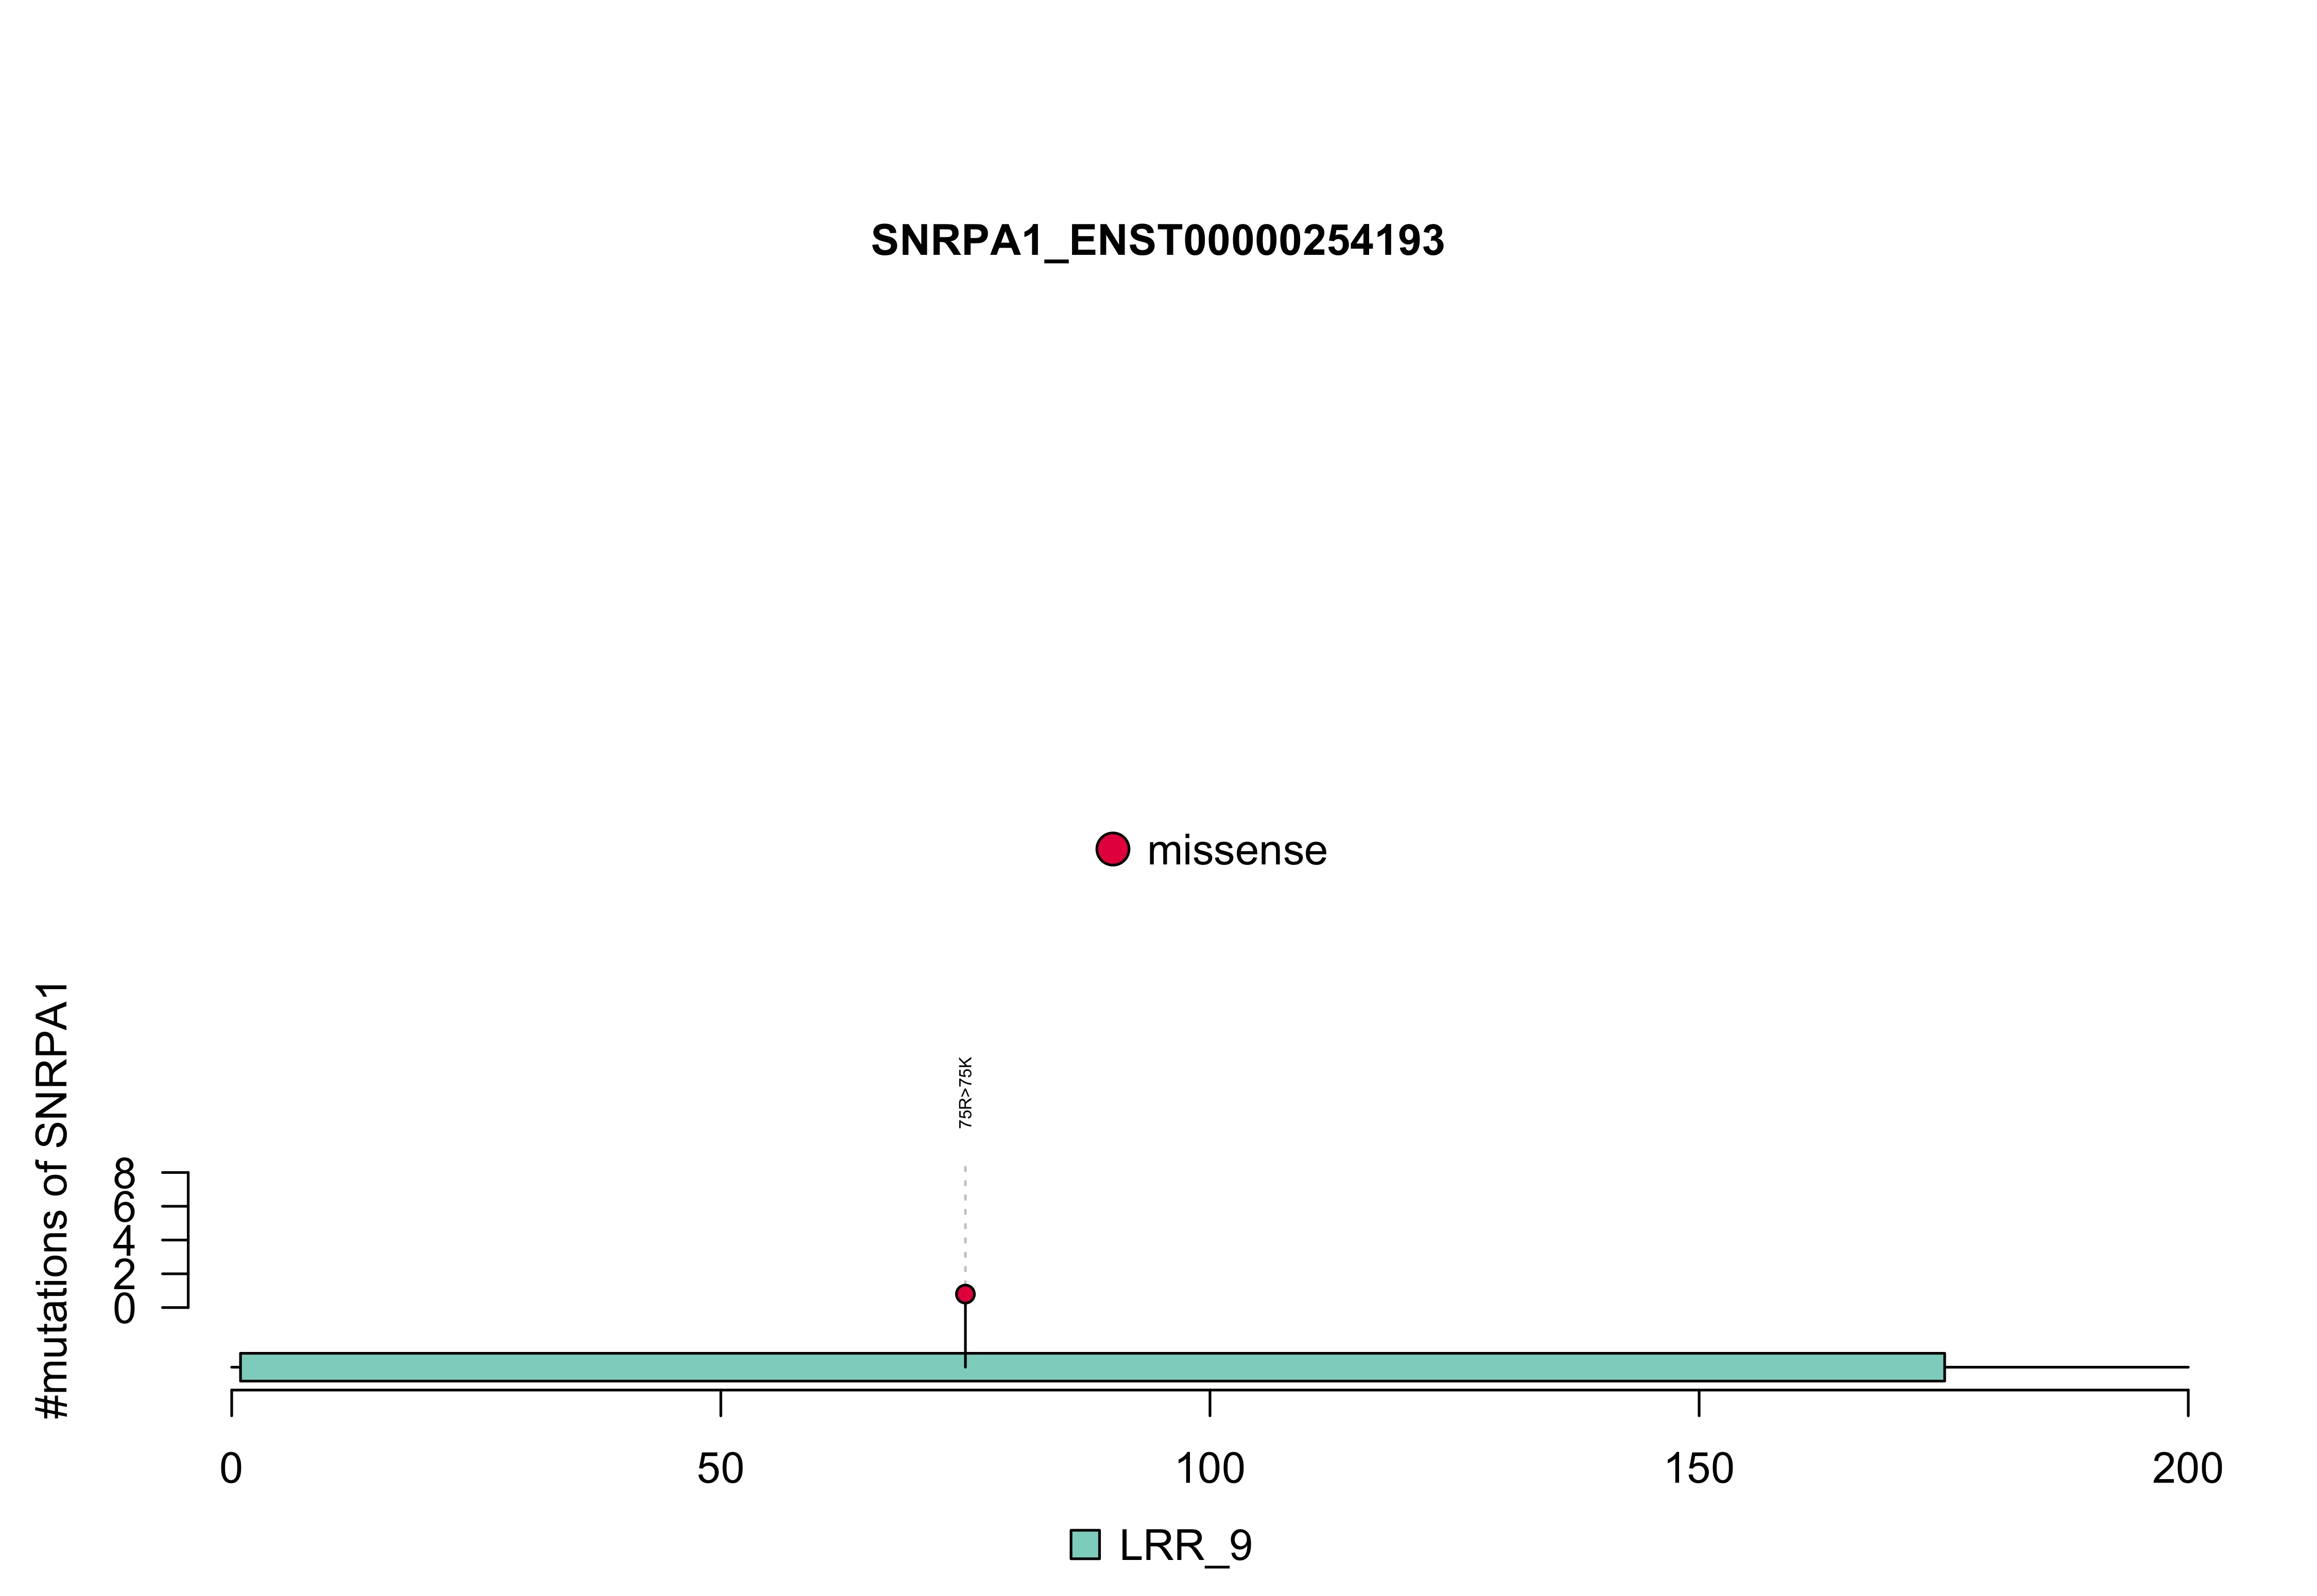 SNRPA1_ENST00000254193
missense
#mutations of SNRPA1
75R>75K
8
6
4
2
0
0 50 100 150 200
LRR_9